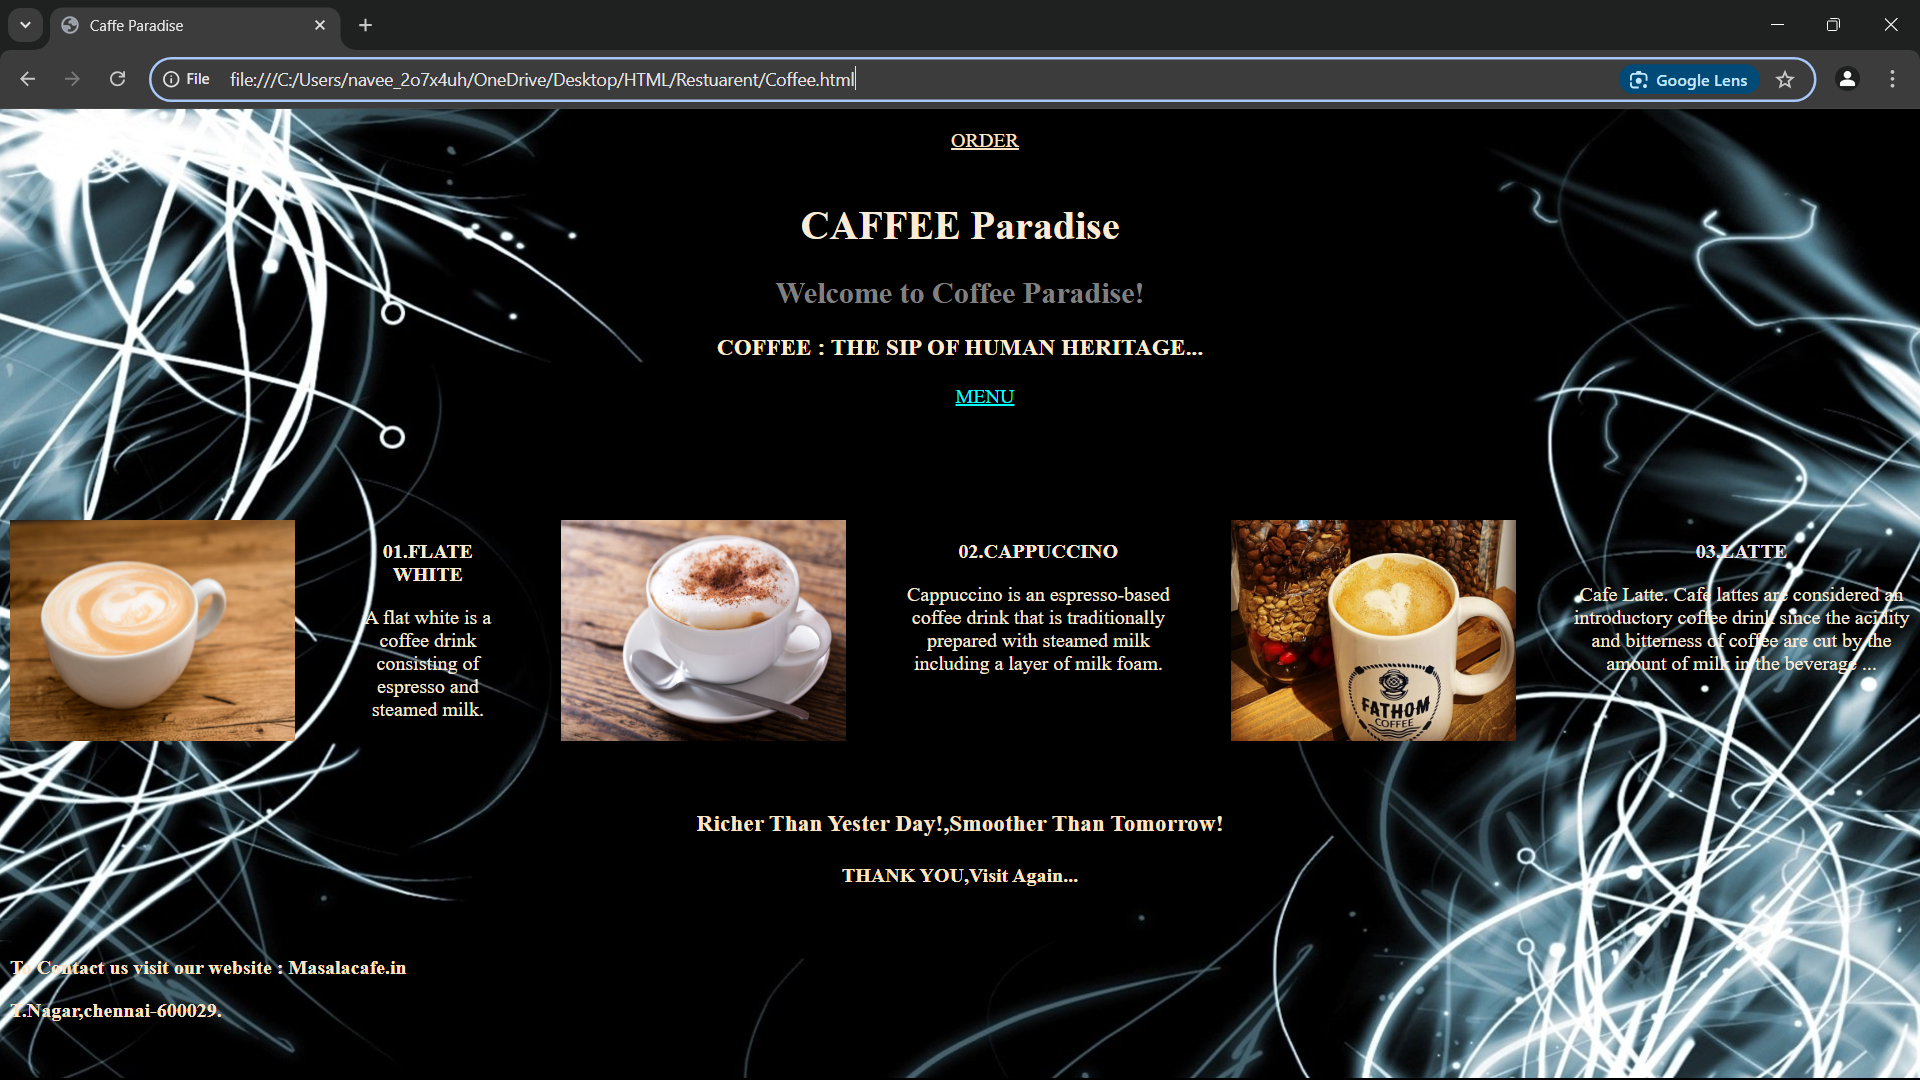 Caffe Paradise
File
file:///C:/Users/navee_2o7x4uh/OneDrive/Desktop/HTML/Restuarent/Coffee.html
Google Lens
ORDER
CAFFEE Paradise
Welcome to Coffee Paradise!
COFFEE : THE SIP OF HUMAN HERITAGE...
MENU
01.FLATE
WHITE
A flat white is a
coffee drink
consisting of
espresso and
steamed milk.
02.CAPPUCCINO
Cappuccino is an espresso-based
coffee drink that is traditionally
prepared with steamed milk
including a layer of milk foam.
FATHOM
COFFEE
03.LATTE
Cafe Latte. Cafe lattes are considered an
introductory coffee drink since the acidity
and bitterness of coffee are cut by the
amount of milk in the beverage ...
Richer Than Yester Day!,Smoother Than Tomorrow!
THANK YOU,Visit Again...
To Contact us visit our website : Masalacafe.in
T.Nagar,chennai-600029.